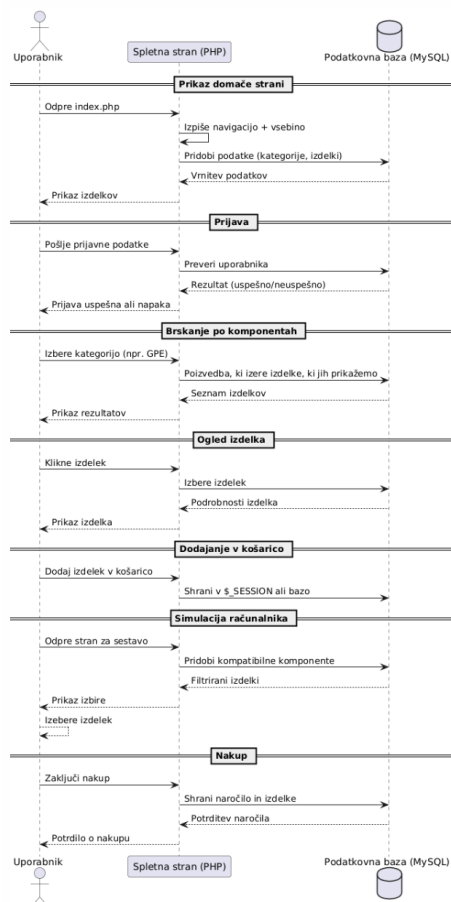 Uporabnik
Spletna stran (PHP)
Podatkovna baza (MySQL)
Prikaz domače strani
Odpre index.php
Izpiše navigacijo + vsebino
Pridobi podatke (kategorije, izdelki)
Vrnitev podatkov
Prikaz izdelkov
Prijava
Pošlje prijavne podatke
Preveri uporabnika
Rezultat (uspešno/neuspešno)
Prijava uspešna ali napaka
Brskanje po komponentah
Izbere kategorijo (npr. GPE)
Poizvedba, ki izere izdelke, ki jih prikažemo
Seznam izdelkov
Prikaz rezultatov
Ogled izdelka
Klikne izdelek
Izbere izdelek
Podrobnosti izdelka
Prikaz izdelka
Dodajanje v košarico
Dodaj izdelek v košarico
Shrani v $_SESSION ali bazo
Simulacija računalnika
Odpre stran za sestavo
Pridobi kompatibilne komponente
Filtrirani izdelki
Prikaz izbire
Izebere izdelek
Nakup
Zaključi nakup
Shrani naročilo in izdelke
Potrditev naročila
Potrdilo o nakupu
Uporabnik
Spletna stran (PHP)
Podatkovna baza (MySQL)